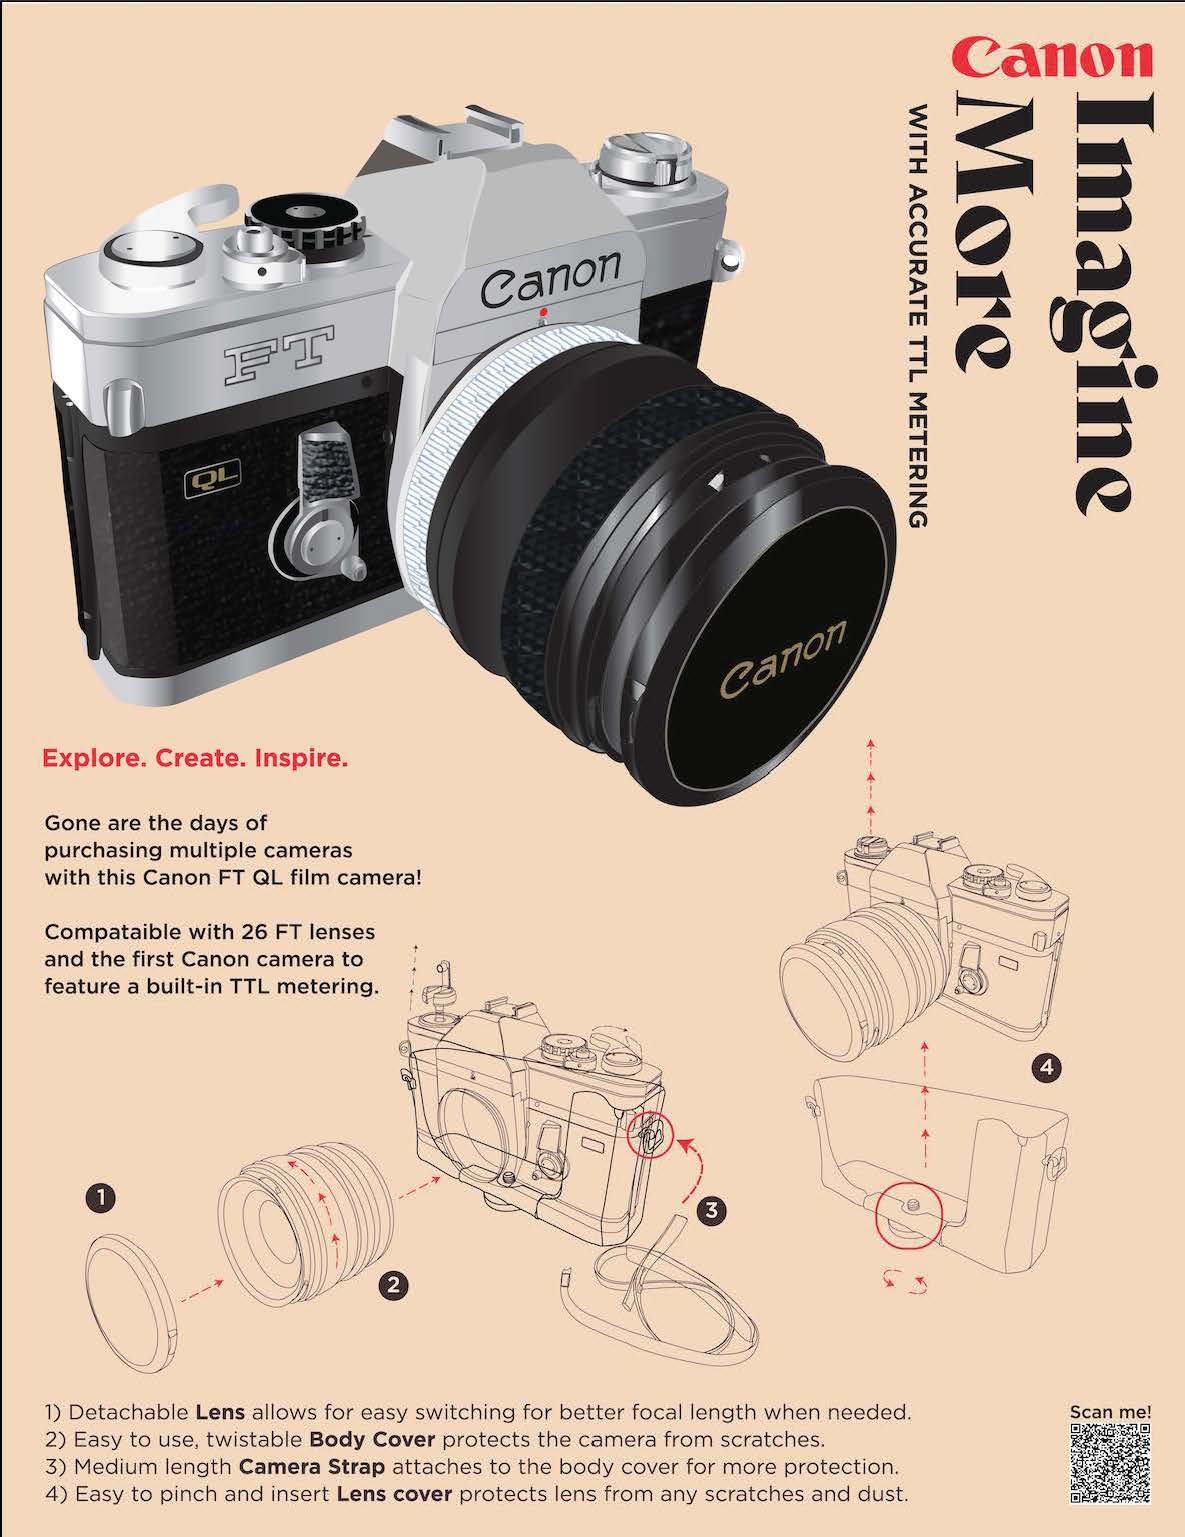 Canon
Imagine
More
WITH ACCURATE TTL METERING
Canon
FT
QL
Canon
Explore. Create. Inspire.
Gone are the days of
purchasing multiple cameras
with this Canon FT QL film camera!
Compataible with 26 FT lenses
and the first Canon camera to
feature a built-in TTL metering.
1
2
3
4
1) Detachable Lens allows for easy switching for better focal length when needed.
2) Easy to use, twistable Body Cover protects the camera from scratches.
3) Medium length Camera Strap attaches to the body cover for more protection.
4) Easy to pinch and insert Lens cover protects lens from any scratches and dust.
Scan me!